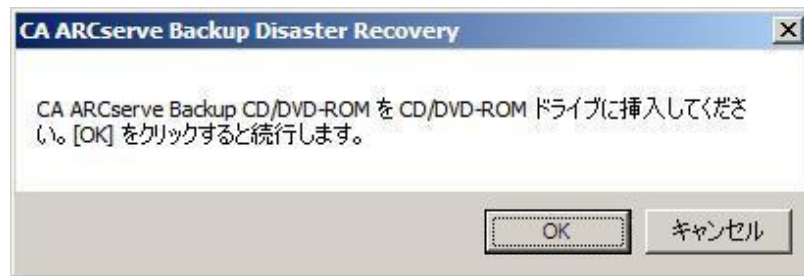 CA ARCserve Backup Disaster Recovery
CA ARCserve Backup CD/DVD-ROM を CD/DVD-ROM ドライブに挿入してくださ
い。[OK] をクリックすると続行します。
OK
キャンセル